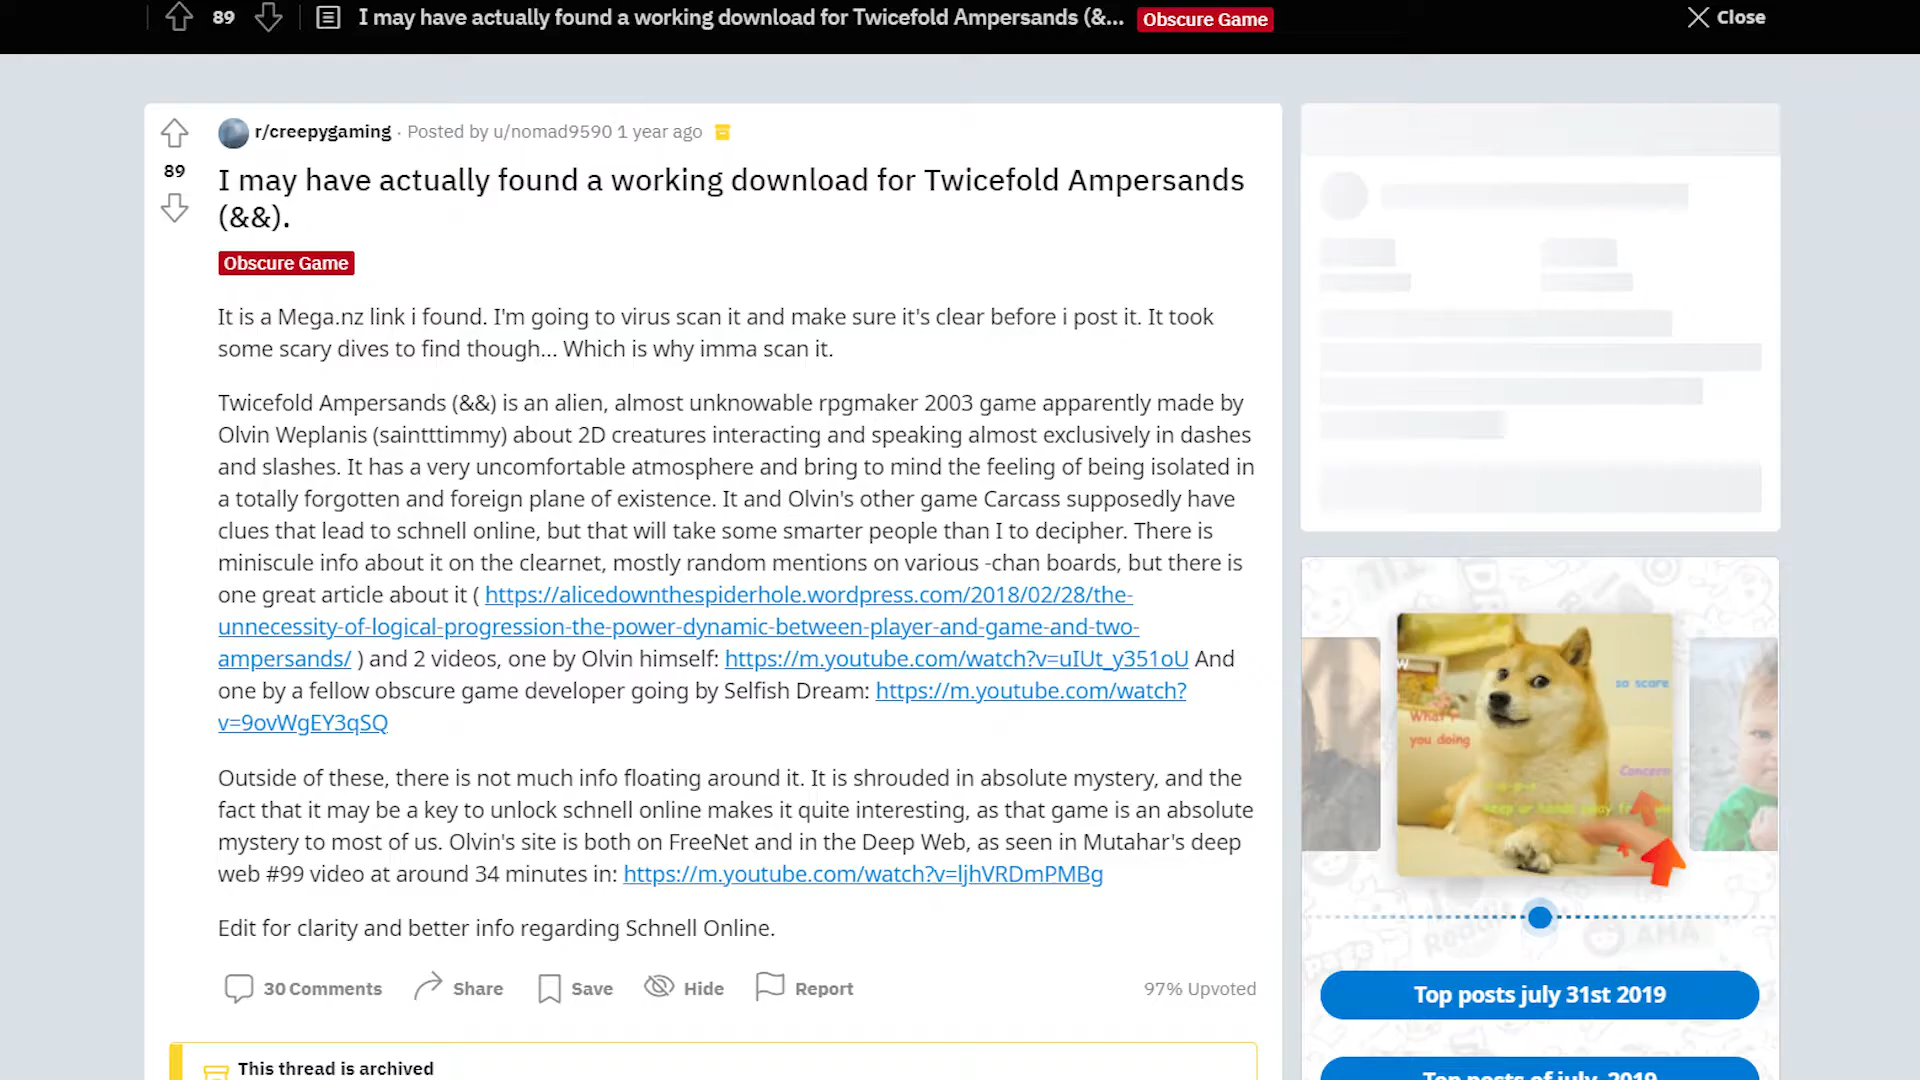 89
I may have actually found a working download for Twicefold Ampersands (&...
Obscure Game
Close
r/creepygaming · Posted by u/nomad9590 1 year ago
89
I may have actually found a working download for Twicefold Ampersands
(&&).
Obscure Game
It is a Mega.nz link i found. I'm going to virus scan it and make sure it's clear before i post it. It took
some scary dives to find though... Which is why imma scan it.
Twicefold Ampersands (&&) is an alien, almost unknowable rpgmaker 2003 game apparently made by
Olvin Weplanis (saintttimmy) about 2D creatures interacting and speaking almost exclusively in dashes
and slashes. It has a very uncomfortable atmosphere and bring to mind the feeling of being isolated in
a totally forgotten and foreign plane of existence. It and Olvin's other game Carcass supposedly have
clues that lead to schnell online, but that will take some smarter people than I to decipher. There is
miniscule info about it on the clearnet, mostly random mentions on various -chan boards, but there is
one great article about it ( https://alicedownthespiderhole.wordpress.com/2018/02/28/the-
unnecessity-of-logical-progression-the-power-dynamic-between-player-and-game-and-two-
ampersands/ ) and 2 videos, one by Olvin himself: https://m.youtube.com/watch?v=uIUt_y351oU And
one by a fellow obscure game developer going by Selfish Dream: https://m.youtube.com/watch?
v=9ovWgEY3qSQ
Outside of these, there is not much info floating around it. It is shrouded in absolute mystery, and the
fact that it may be a key to unlock schnell online makes it quite interesting, as that game is an absolute
mystery to most of us. Olvin's site is both on FreeNet and in the Deep Web, as seen in Mutahar's deep
web #99 video at around 34 minutes in: https://m.youtube.com/watch?v=ljhVRDmPMBg
Edit for clarity and better info regarding Schnell Online.
30 Comments
Share
Save
Hide
Report
97% Upvoted
This thread is archived
so scare
What r
you doing
Concern
AMA
Top posts july 31st 2019
Top posts of july, 2019